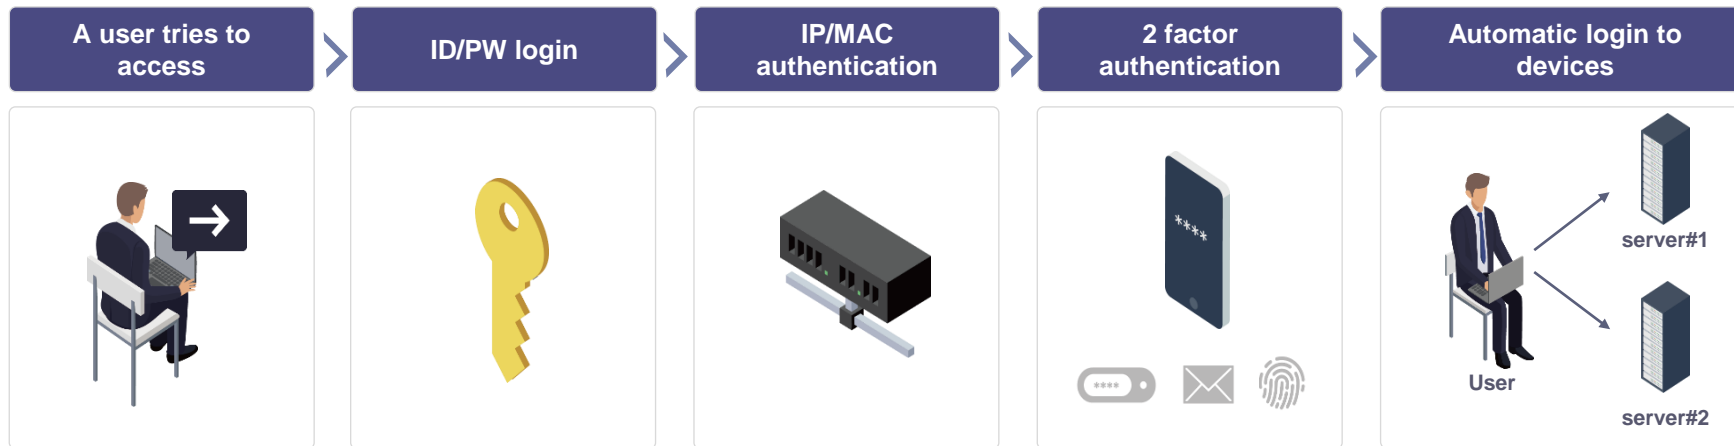 A user tries to
access
ID/PW login
IP/MAC
authentication
2 factor
authentication
Automatic login to
devices
****
****
server#1
User
server#2